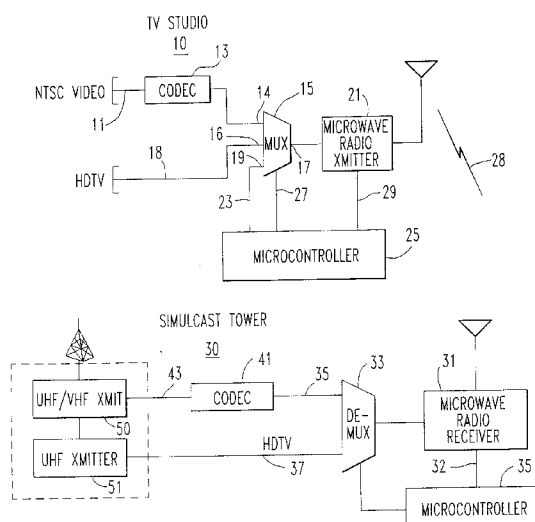 TV STUDIO
10
13
NTSC VIDEO
CODEC
11
14
15
16
MUX
17
21
MICROWAVE
RADIO
XMITTER
28
HDTV
18
19
23
27
29
MICROCONTROLLER
25
SIMULCAST TOWER
30
43
41
35
33
31
UHF/VHF XMIT
50
CODEC
DE-
MUX
MICROWAVE
RADIO
RECEIVER
HDTV
37
UHF XMITTER
51
32
35
MICROCONTROLLER